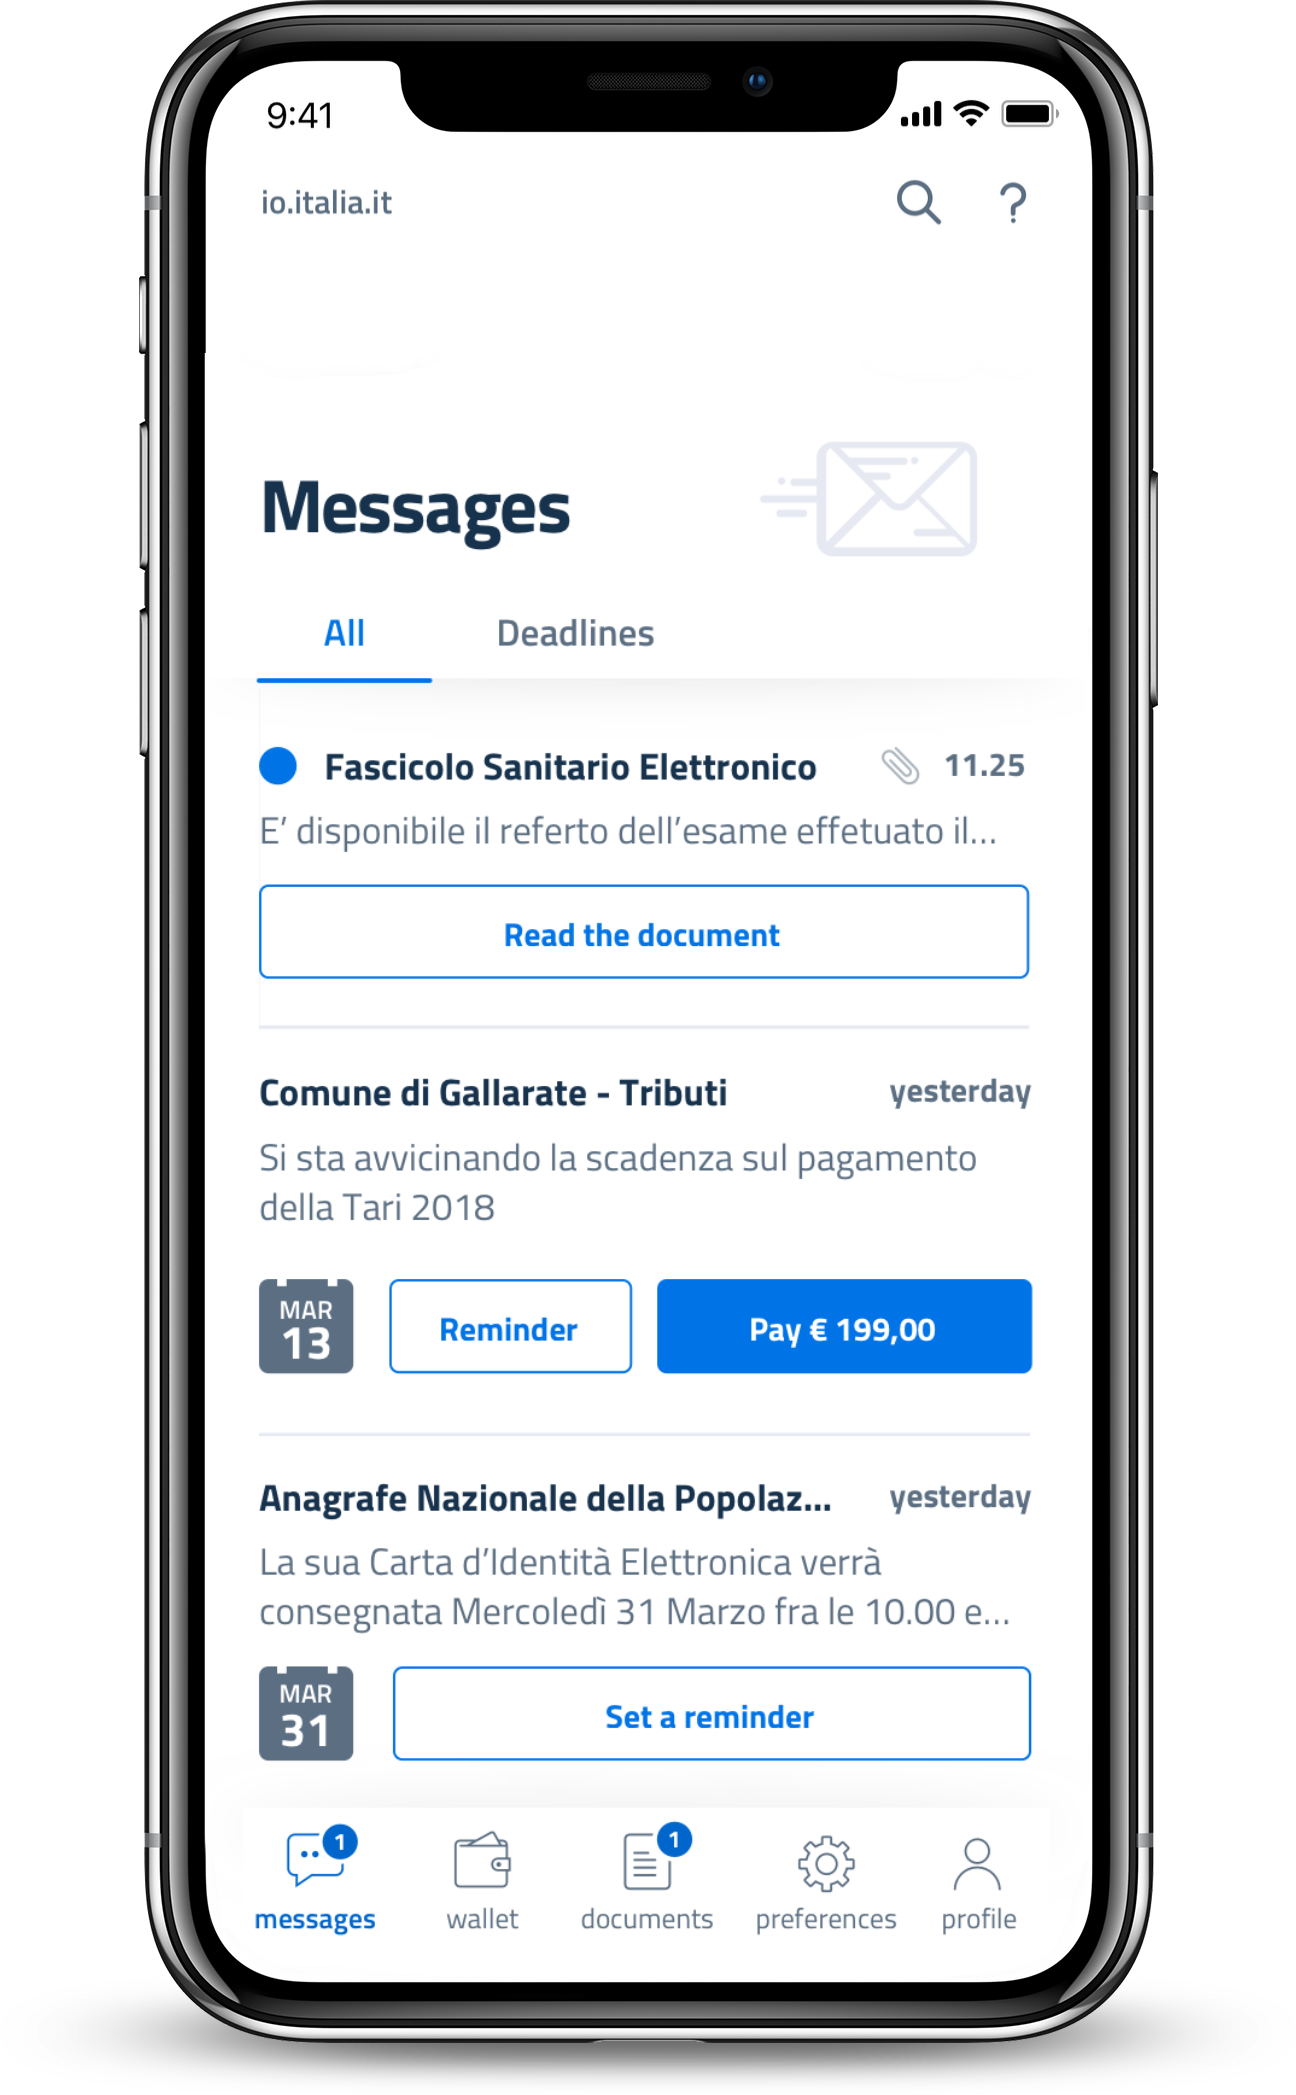 9:41
io.italia.it
Messages
All Deadlines
Fascicolo Sanitario Elettronico 11.25
E’ disponibile il referto dell’esame effetuato il...
Read the document
Comune di Gallarate - Tributi yesterday
Si sta avvicinando la scadenza sul pagamento
della Tari 2018
MAR
13
Reminder
Pay € 199,00
Anagrafe Nazionale della Popolaz... yesterday
La sua Carta d’Identità Elettronica verrà
consegnata Mercoledì 31 Marzo fra le 10.00 e...
MAR
31
Set a reminder
1 1
messages wallet documents preferences profile